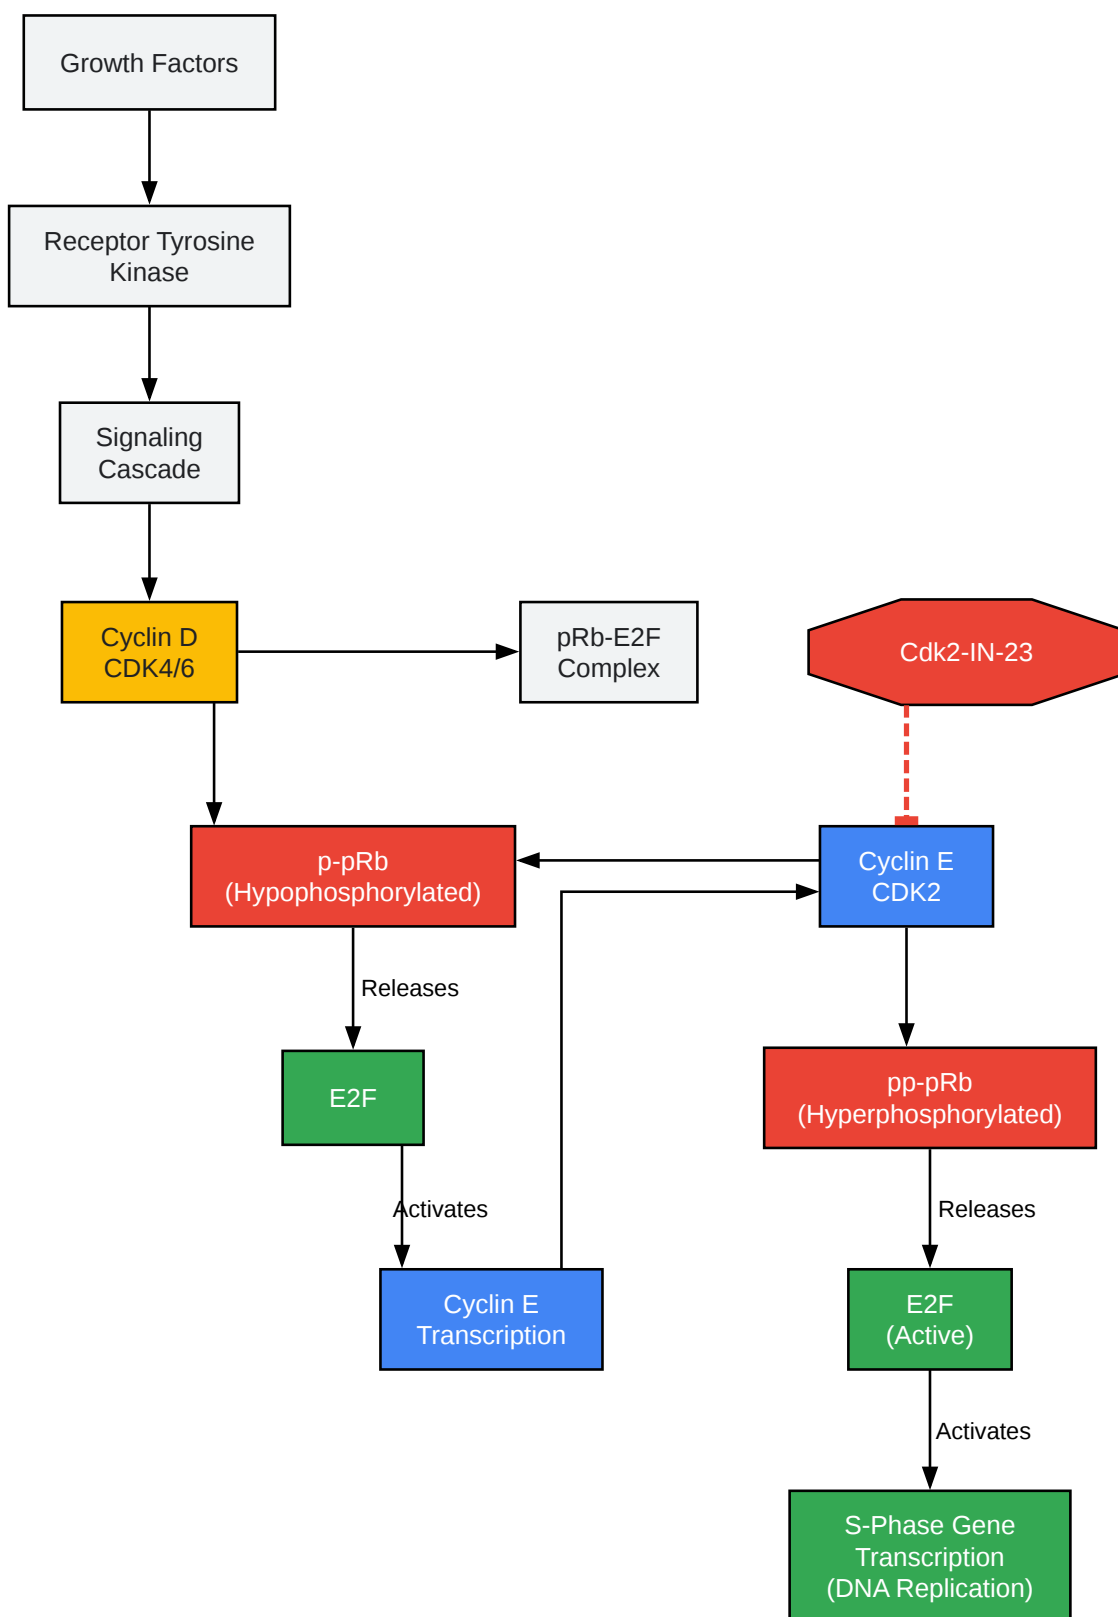 Growth Factors
Receptor Tyrosine
Kinase
Signaling
Cascade
Cyclin D
CDK4/6
pRb-E2F
Complex
Cdk2-IN-23
p-pRb
(Hypophosphorylated)
Cyclin E
CDK2
Releases
E2F
pp-pRb
(Hyperphosphorylated)
Activates
Releases
Cyclin E
Transcription
E2F
(Active)
Activates
S-Phase Gene
Transcription
(DNA Replication)